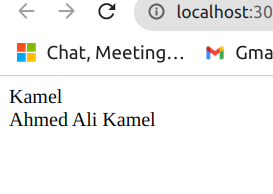 localhost:30
Chat, Meeting...
Gma
Kamel
Ahmed Ali Kamel